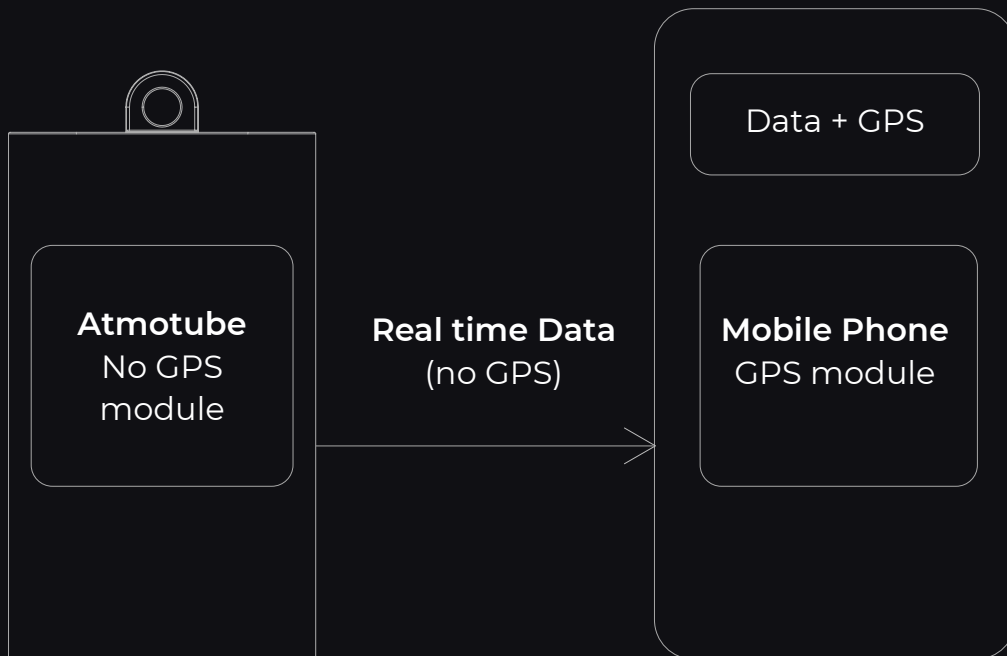 Atmotube
No GPS
module
Real time Data
(no GPS)
Data + GPS
Mobile Phone
GPS module